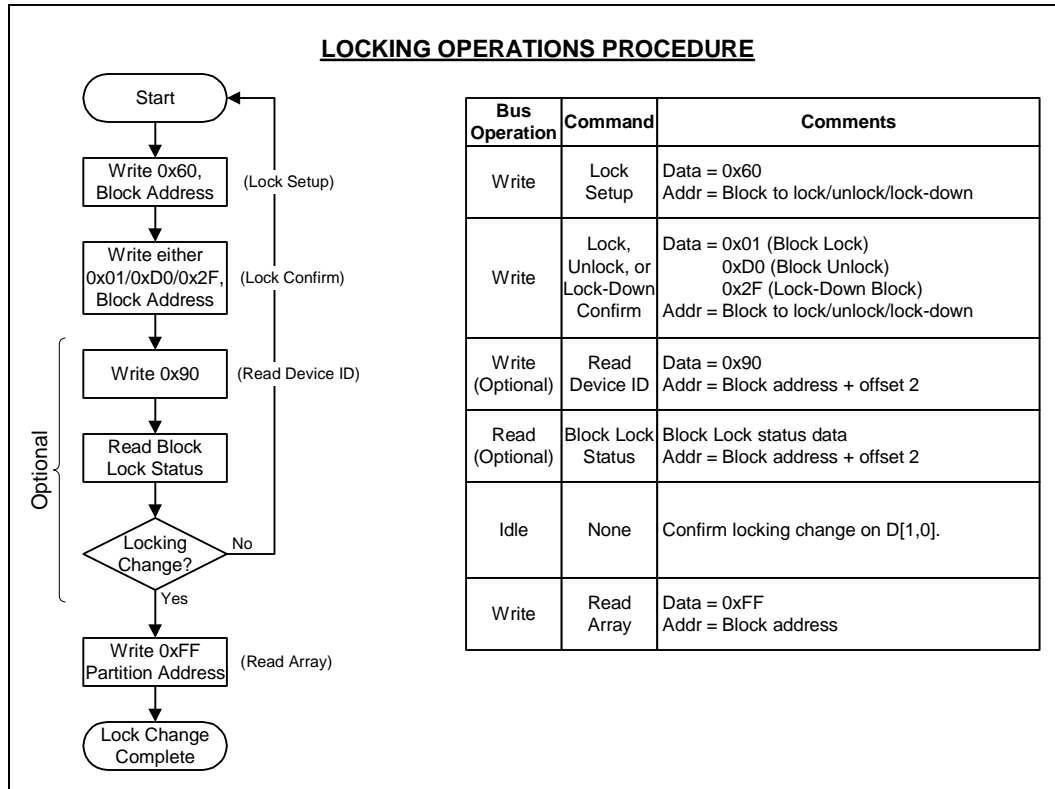 LOCKING OPERATIONS PROCEDURE
Start
Write 0x60,
Block Address
(Lock Setup)
Write either
0x01/0xD0/0x2F,
Block Address
(Lock Confirm)
Optional
Write 0x90
(Read Device ID)
Read Block
Lock Status
Locking
Change?
No
Yes
Write 0xFF
Partition Address
(Read Array)
Lock Change
Complete
Bus
Operation
Command
Comments
Write
Lock
Setup
Data = 0x60
Addr = Block to lock/unlock/lock-down
Write
Lock,
Unlock, or
Lock-Down
Confirm
Data = 0x01 (Block Lock)
0xD0 (Block Unlock)
0x2F (Lock-Down Block)
Addr = Block to lock/unlock/lock-down
Write
(Optional)
Read
Device ID
Data = 0x90
Addr = Block address + offset 2
Read
(Optional)
Block Lock
Status
Block Lock status data
Addr = Block address + offset 2
Idle
None
Confirm locking change on D[1,0].
Write
Read
Array
Data = 0xFF
Addr = Block address